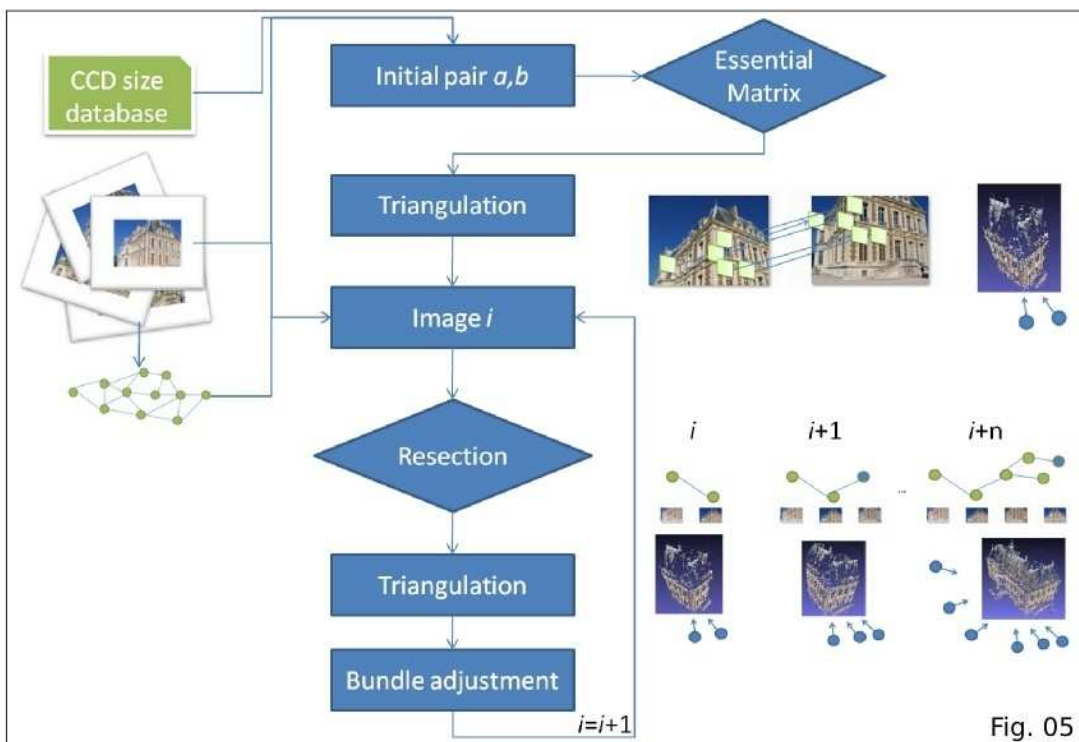 CCD size
database
Initial pair a,b
Essential
Matrix
Triangulation
Image i
Resection
Triangulation
Bundle adjustment
i=i+1
i
i+1
i+n
...
Fig. 05